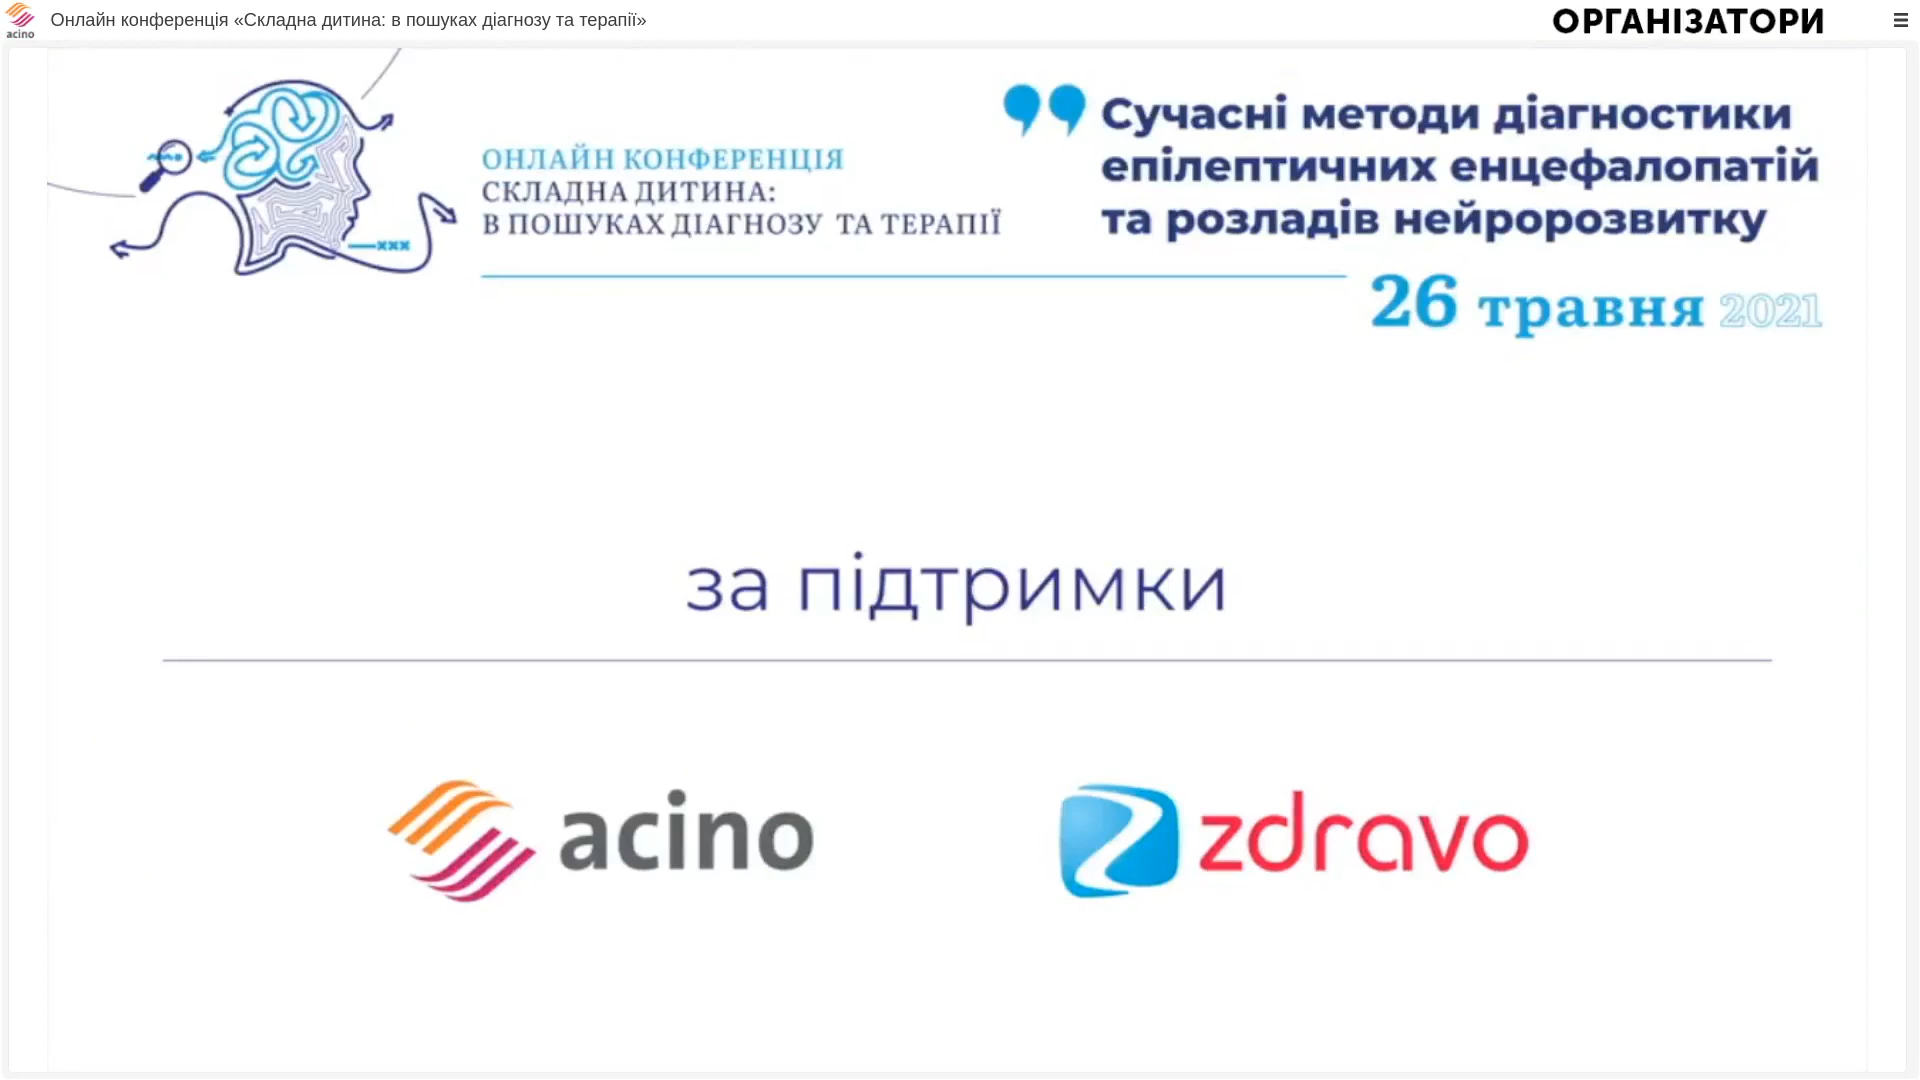 acino
Онлайн конференція «Складна дитина: в пошуках діагнозу та терапії»
ОРГАНІЗАТОРИ
ОНЛАЙН КОНФЕРЕНЦІЯ
СКЛАДНА ДИТИНА:
В ПОШУКАХ ДІАГНОЗУ ТА ТЕРАПІЇ
Сучасні методи діагностики
епілептичних енцефалопатій
та розладів нейророзвитку
26 травня 2021
за підтримки
acino
zdravo